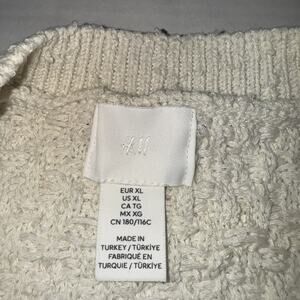 H&M
EUR XL
US XL
CA TG
MX XG
CN 180/116C
MADE IN
TURKEY / TÜRKİYE
FABRIQUÉ EN
TURQUIE / TÜRKİYE